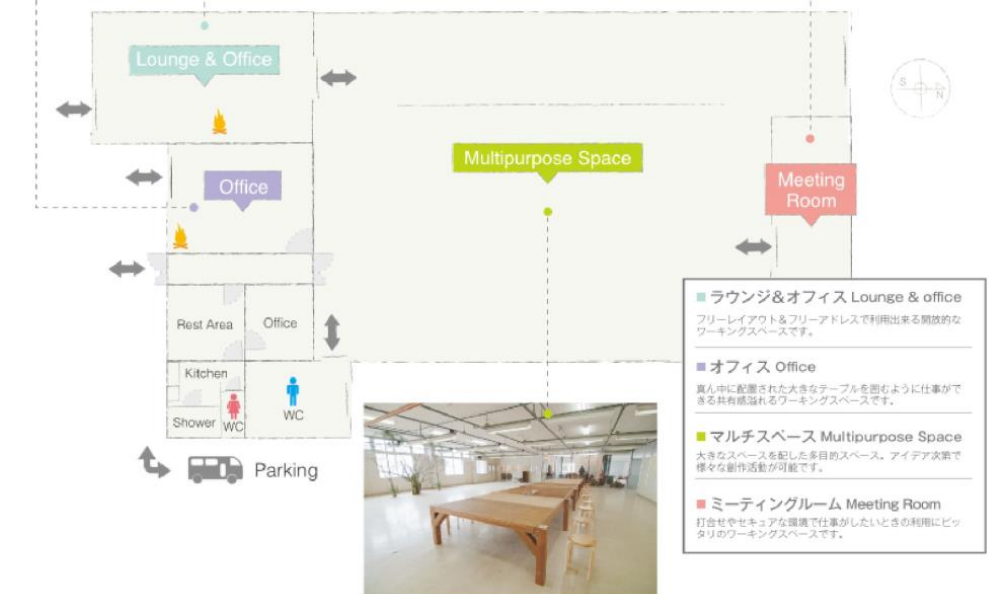 Lounge & Office
S
N
Multipurpose Space
Meeting
Room
Office
Rest Area
Office
Kitchen
Shower
WC
WC
Parking
■ ラウンジ&オフィス Lounge & office
フリーレイアウト&フリーアドレスで利用出来る開放的な
ワーキングスペースです。
■ オフィス Office
真ん中に配置された大きなテーブルを囲むように仕事がで
きる共有感溢れるワーキングスペースです。
■ マルチスペース Multipurpose Space
大きなスペースを配した多目的スペース。アイデア次第で
様々な創作活動が可能です。
■ ミーティングルーム Meeting Room
打合せやセキュアな環境で仕事がしたいときの利用にピッ
タリのワーキングスペースです。